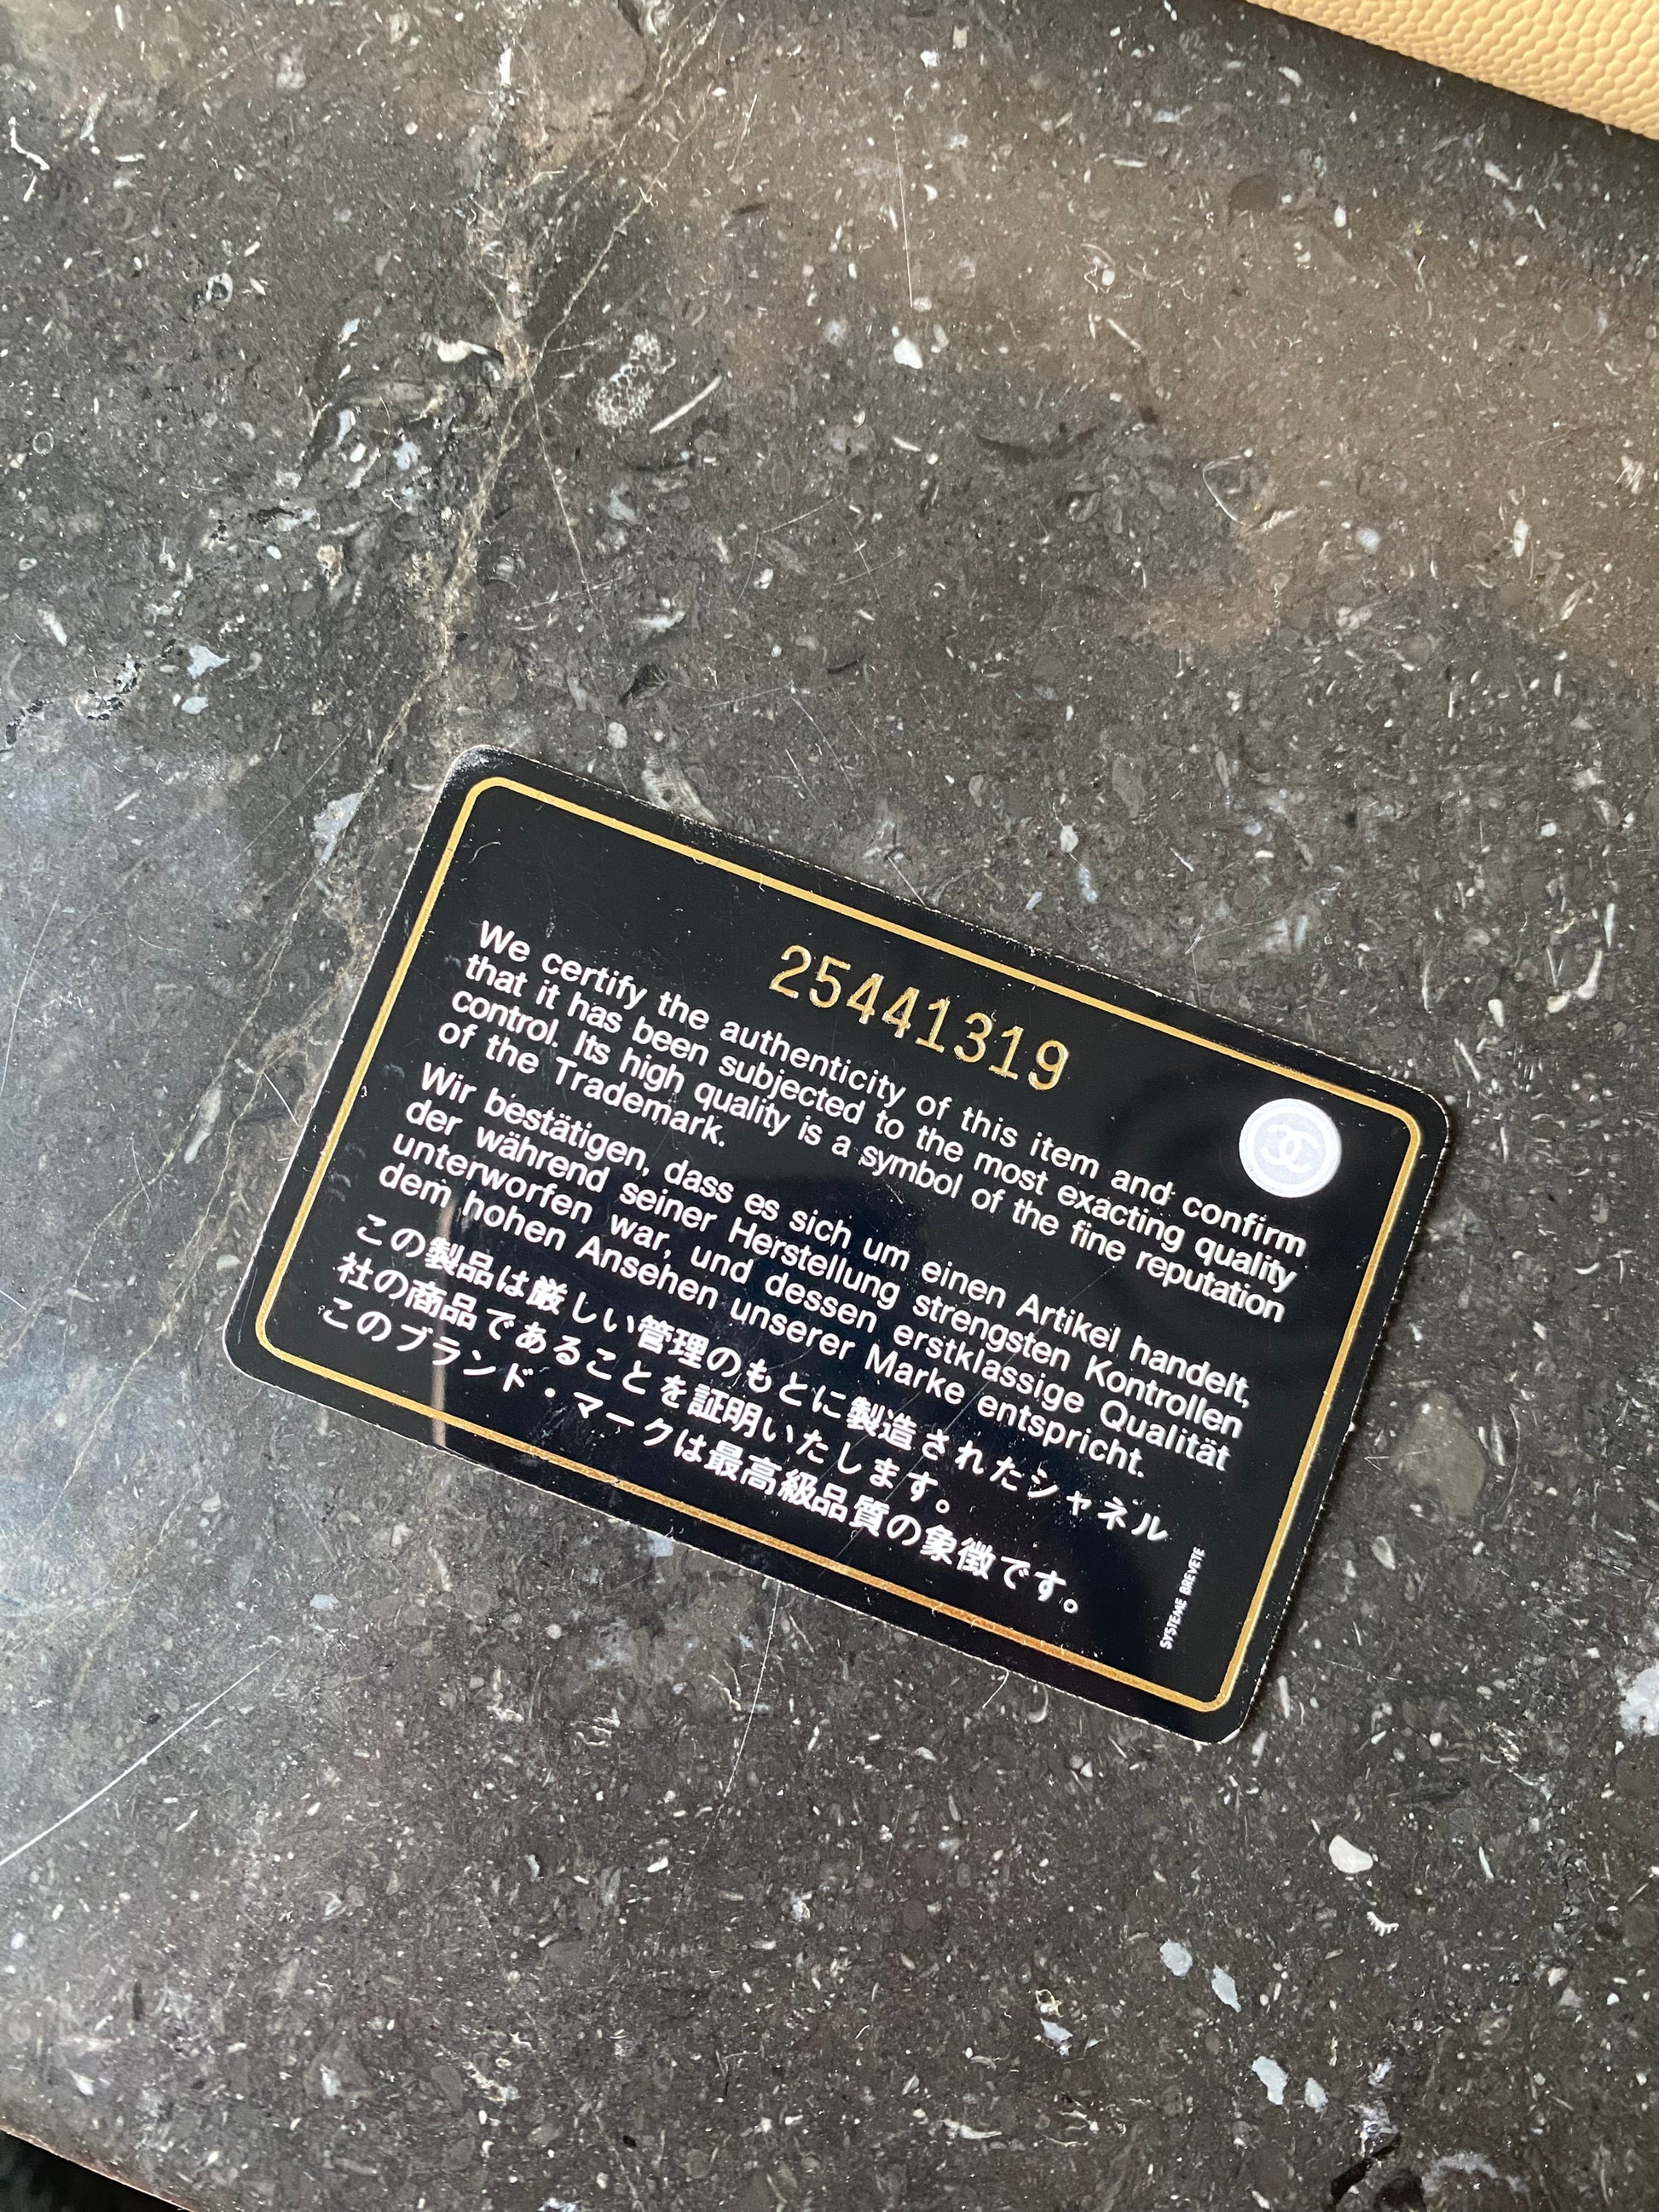 25441319
We certify the authenticity of this item and confirm
that it has been subjected to the most exacting quality
control. Its high quality is a symbol of the fine reputation
of the Trademark.
Wir bestätigen, dass es sich um einen Artikel handelt,
der während seiner Herstellung strengsten Kontrollen
unterworfen war, und dessen erstklassige Qualität
dem hohen Ansehen unserer Marke entspricht.
この製品は厳しい管理のもとに製造されたシャネル
社の商品であることを証明いたします。
このブランド・マークは最高級品質の象徴です。
SYSTEME BREVETE